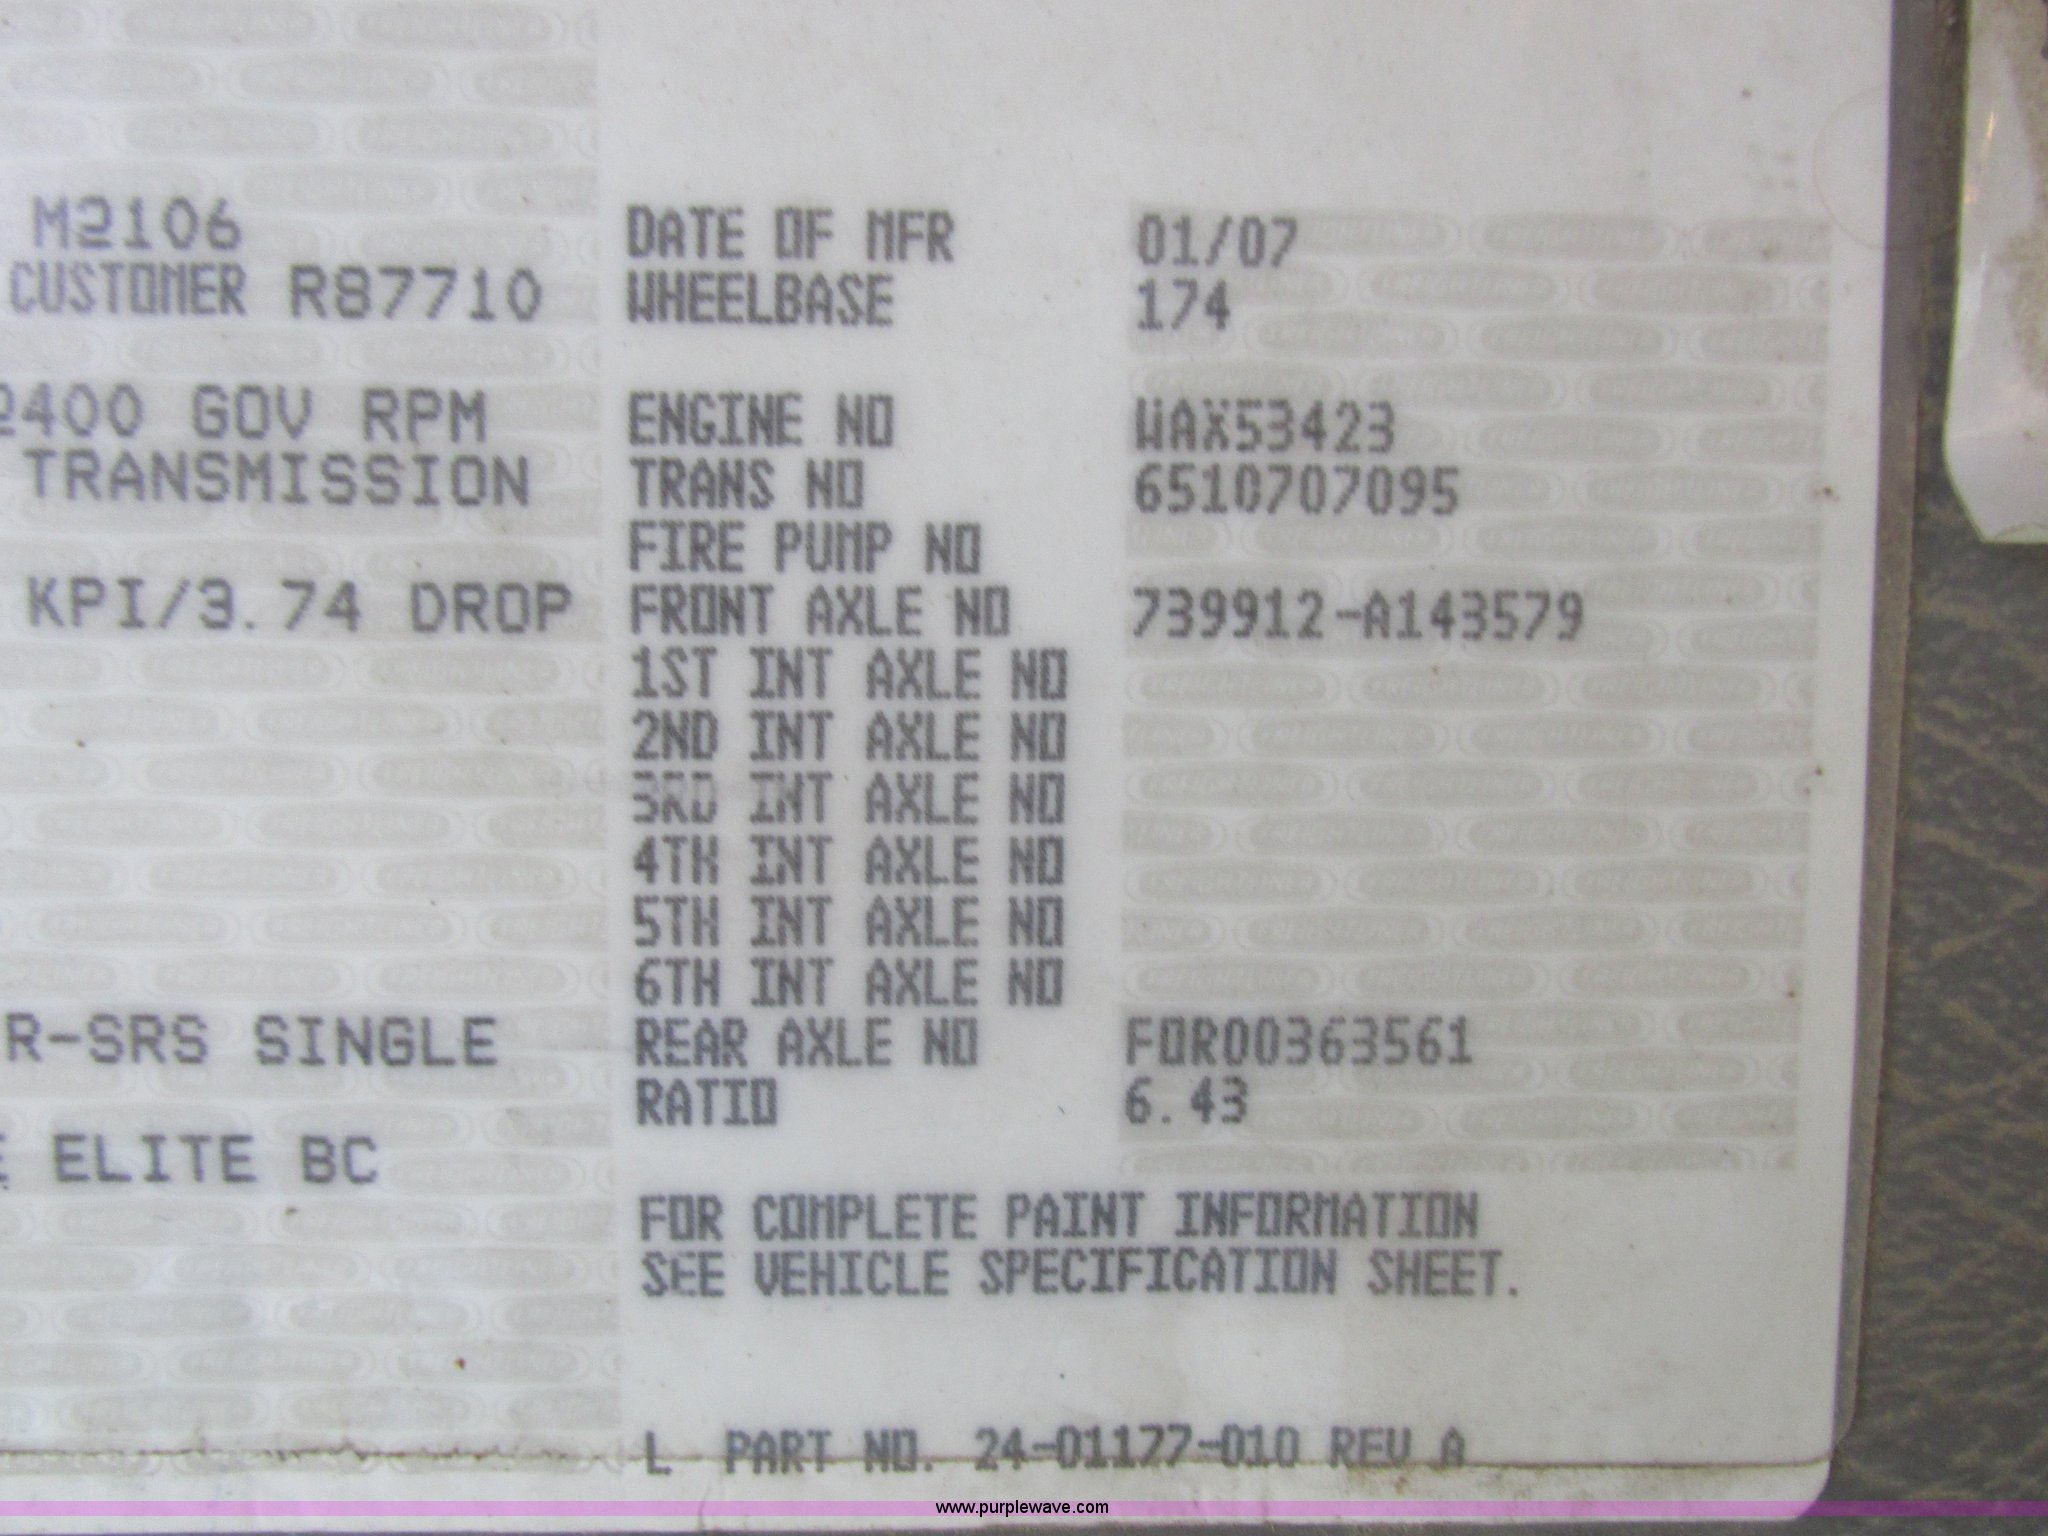 M2106 DATE OF MFR 01/07
CUSTOMER R87710 WHEELBASE 174
2400 GOV RPM ENGINE NO WAX53423
TRANSMISSION TRANS NO 6510707095
FIRE PUMP NO
KPI/3.74 DROP FRONT AXLE NO 739912-A143579
1ST INT AXLE NO
2ND INT AXLE NO
3RD INT AXLE NO
4TH INT AXLE NO
5TH INT AXLE NO
6TH INT AXLE NO
R-SRS SINGLE REAR AXLE NO FOR00363561
RATIO 6.43
E ELITE BC
FOR COMPLETE PAINT INFORMATION
SEE VEHICLE SPECIFICATION SHEET.
L PART NO. 24-01177-010 REV A
www.purplewave.com